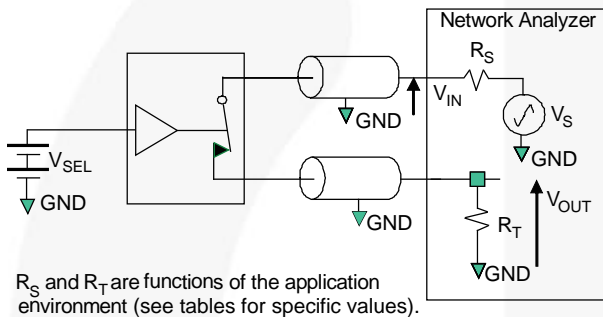 Network Analyzer
R_S
V_IN
GND
V_S
GND
V_SEL
GND
GND
V_OUT
R_T
GND
R_S and R_T are functions of the application
environment (see tables for specific values).